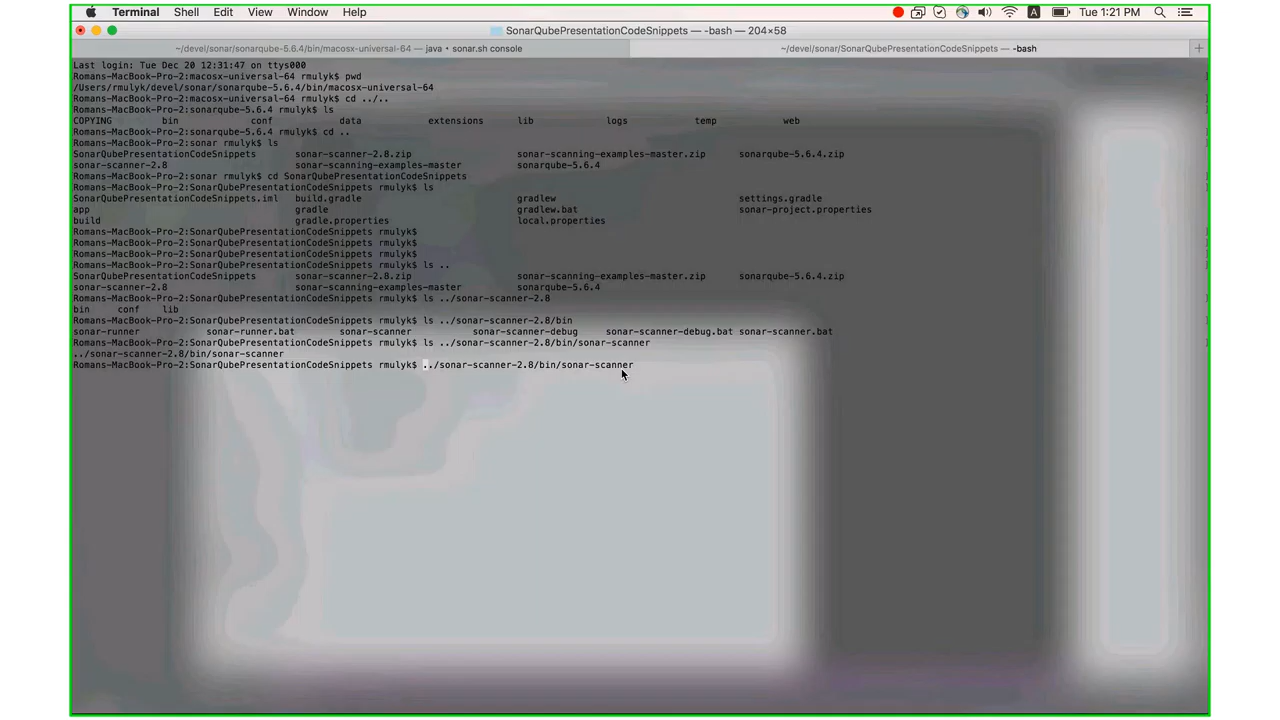 Terminal Shell Edit View Window Help A Tue 1:21 PM
SonarQubePresentationCodeSnippets — -bash — 204×58
~/devel/sonar/sonarqube-5.6.4/bin/macosx-universal-64 — java • sonar.sh console ~/devel/sonar/SonarQubePresentationCodeSnippets — -bash +
Last login: Tue Dec 20 12:31:47 on ttys000
Romans-MacBook-Pro-2:macosx-universal-64 rmulyk$ pwd
/Users/rmulyk/devel/sonar/sonarqube-5.6.4/bin/macosx-universal-64
Romans-MacBook-Pro-2:macosx-universal-64 rmulyk$ cd ../..
Romans-MacBook-Pro-2:sonarqube-5.6.4 rmulyk$ ls
COPYING bin conf data extensions lib logs temp web
Romans-MacBook-Pro-2:sonarqube-5.6.4 rmulyk$ cd ..
Romans-MacBook-Pro-2:sonar rmulyk$ ls
SonarQubePresentationCodeSnippets sonar-scanner-2.8.zip sonar-scanning-examples-master.zip sonarqube-5.6.4.zip
sonar-scanner-2.8 sonar-scanning-examples-master sonarqube-5.6.4
Romans-MacBook-Pro-2:sonar rmulyk$ cd SonarQubePresentationCodeSnippets
Romans-MacBook-Pro-2:SonarQubePresentationCodeSnippets rmulyk$ ls
SonarQubePresentationCodeSnippets.iml build.gradle gradlew settings.gradle
app gradle gradlew.bat sonar-project.properties
build gradle.properties local.properties
Romans-MacBook-Pro-2:SonarQubePresentationCodeSnippets rmulyk$
Romans-MacBook-Pro-2:SonarQubePresentationCodeSnippets rmulyk$
Romans-MacBook-Pro-2:SonarQubePresentationCodeSnippets rmulyk$
Romans-MacBook-Pro-2:SonarQubePresentationCodeSnippets rmulyk$ ls ..
SonarQubePresentationCodeSnippets sonar-scanner-2.8.zip sonar-scanning-examples-master.zip sonarqube-5.6.4.zip
sonar-scanner-2.8 sonar-scanning-examples-master sonarqube-5.6.4
Romans-MacBook-Pro-2:SonarQubePresentationCodeSnippets rmulyk$ ls ../sonar-scanner-2.8
bin conf lib
Romans-MacBook-Pro-2:SonarQubePresentationCodeSnippets rmulyk$ ls ../sonar-scanner-2.8/bin
sonar-runner sonar-runner.bat sonar-scanner sonar-scanner-debug sonar-scanner-debug.bat sonar-scanner.bat
Romans-MacBook-Pro-2:SonarQubePresentationCodeSnippets rmulyk$ ls ../sonar-scanner-2.8/bin/sonar-scanner
../sonar-scanner-2.8/bin/sonar-scanner
Romans-MacBook-Pro-2:SonarQubePresentationCodeSnippets rmulyk$ ../sonar-scanner-2.8/bin/sonar-scanner